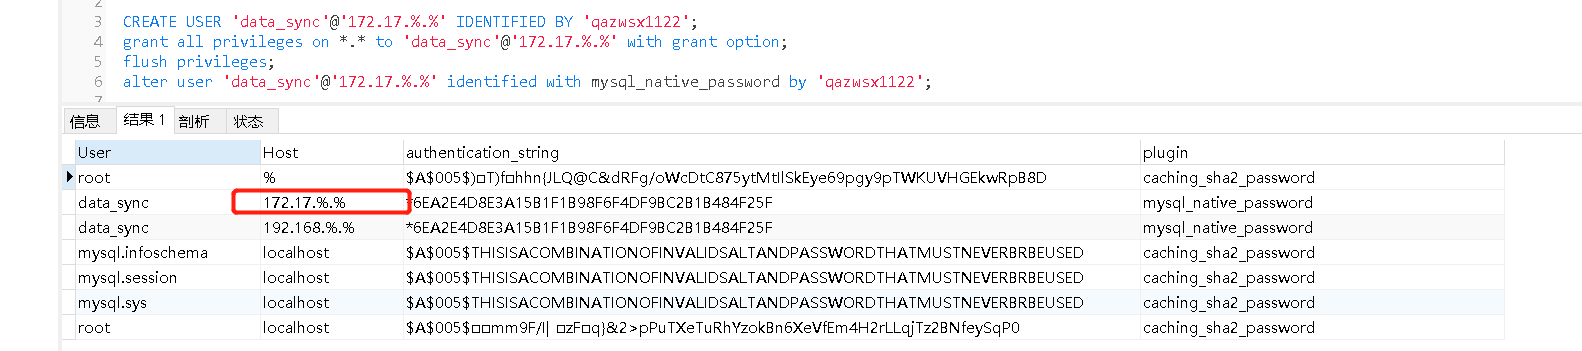 2
3 CREATE USER 'data_sync'@'172.17.%.%' IDENTIFIED BY 'qazwsx1122';
4 grant all privileges on *.* to 'data_sync'@'172.17.%.%' with grant option;
5 flush privileges;
6 alter user 'data_sync'@'172.17.%.%' identified with mysql_native_password by 'qazwsx1122';
7
信息 结果 1 剖析 状态
User Host authentication_string plugin
root % $A$005$)□T)f□hhn{JLQ@C&dRFg/oWcDtC875ytMtIlSkEye69pgy9pTWKUVHGEkwRpB8D caching_sha2_password
data_sync 172.17.%.% *6EA2E4D8E3A15B1F1B98F6F4DF9BC2B1B484F25F mysql_native_password
data_sync 192.168.%.% *6EA2E4D8E3A15B1F1B98F6F4DF9BC2B1B484F25F mysql_native_password
mysql.infoschema localhost $A$005$THISISACOMBINATIONOFINVALIDSALTANDPASSWORDTHATMUSTNEVERBRBEUSED caching_sha2_password
mysql.session localhost $A$005$THISISACOMBINATIONOFINVALIDSALTANDPASSWORDTHATMUSTNEVERBRBEUSED caching_sha2_password
mysql.sys localhost $A$005$THISISACOMBINATIONOFINVALIDSALTANDPASSWORDTHATMUSTNEVERBRBEUSED caching_sha2_password
root localhost $A$005$□□mm9F/I| □zF□q}&2>pPuTXeTuRhYzokBn6XeVfEm4H2rLLqjTz2BNfeySqP0 caching_sha2_password